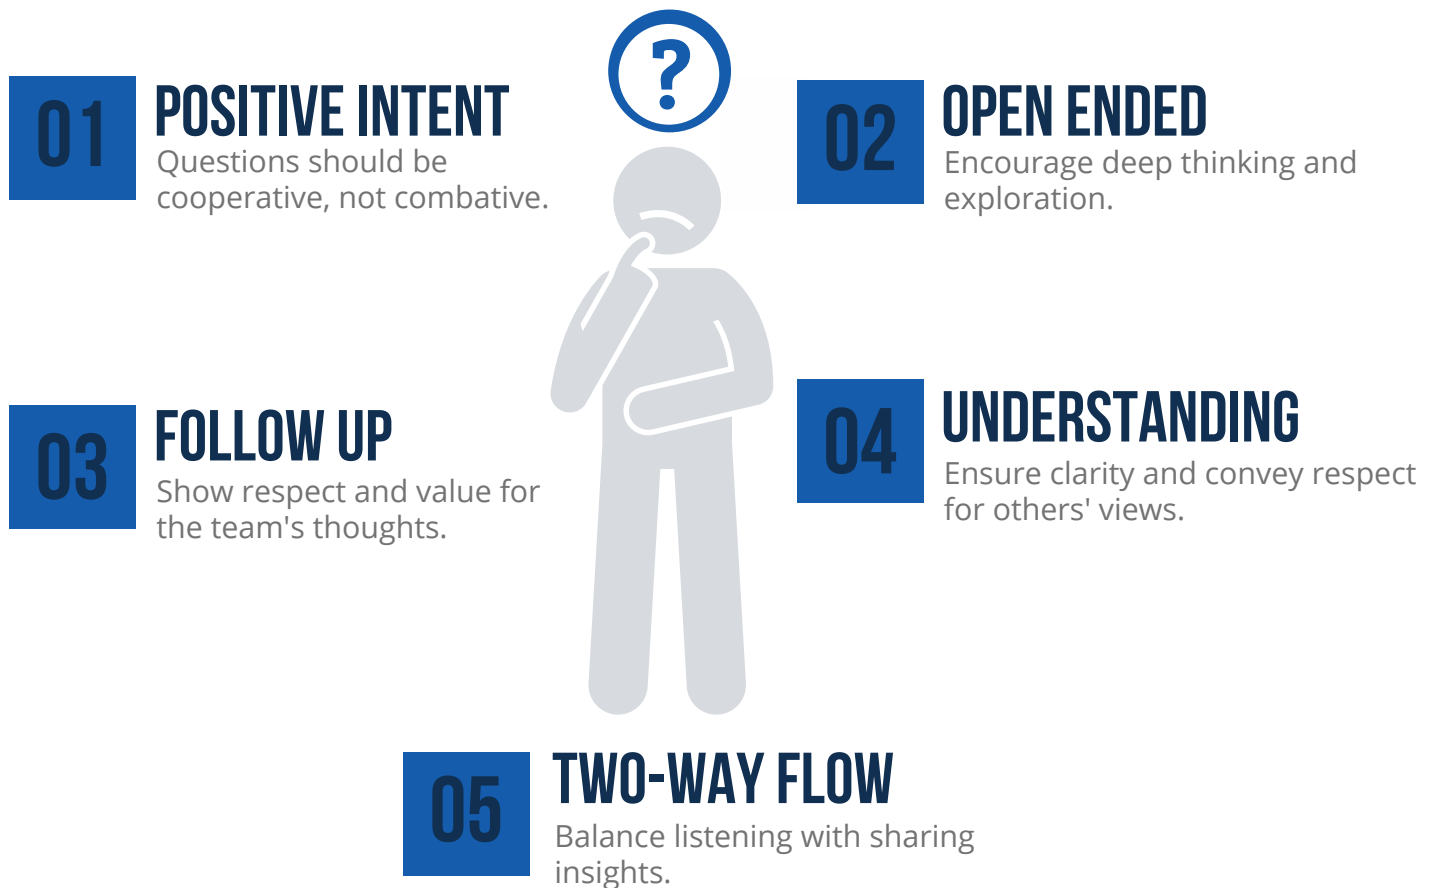 ?
01
POSITIVE INTENT
Questions should be
cooperative, not combative.
02
OPEN ENDED
Encourage deep thinking and
exploration.
03
FOLLOW UP
Show respect and value for
the team's thoughts.
04
UNDERSTANDING
Ensure clarity and convey respect
for others' views.
05
TWO-WAY FLOW
Balance listening with sharing
insights.